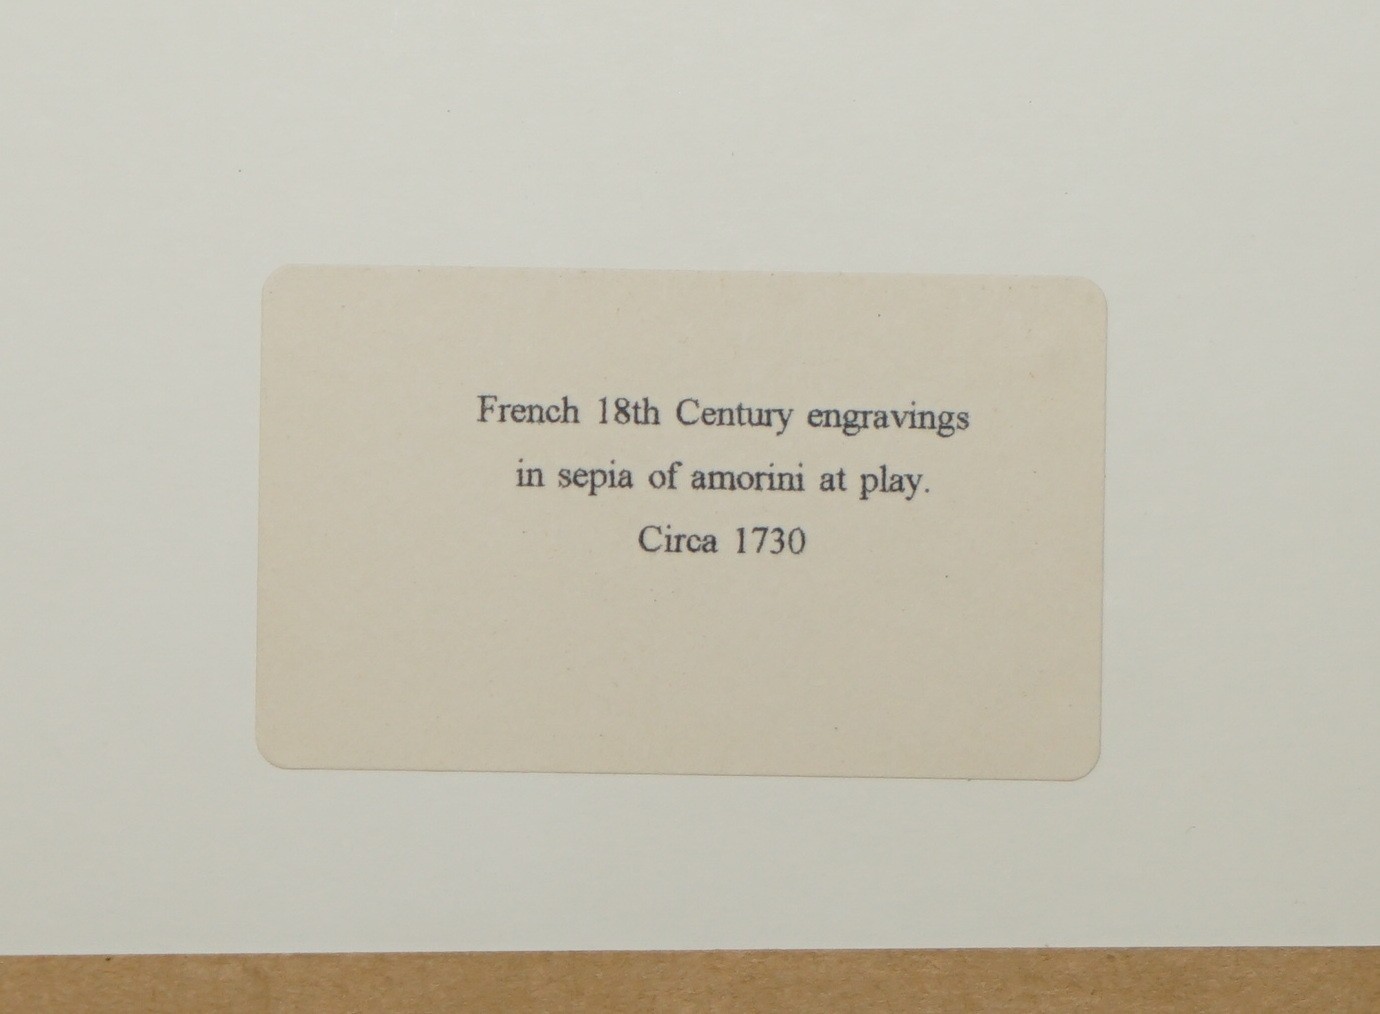 French 18th Century engravings
in sepia of amorini at play.
Circa 1730